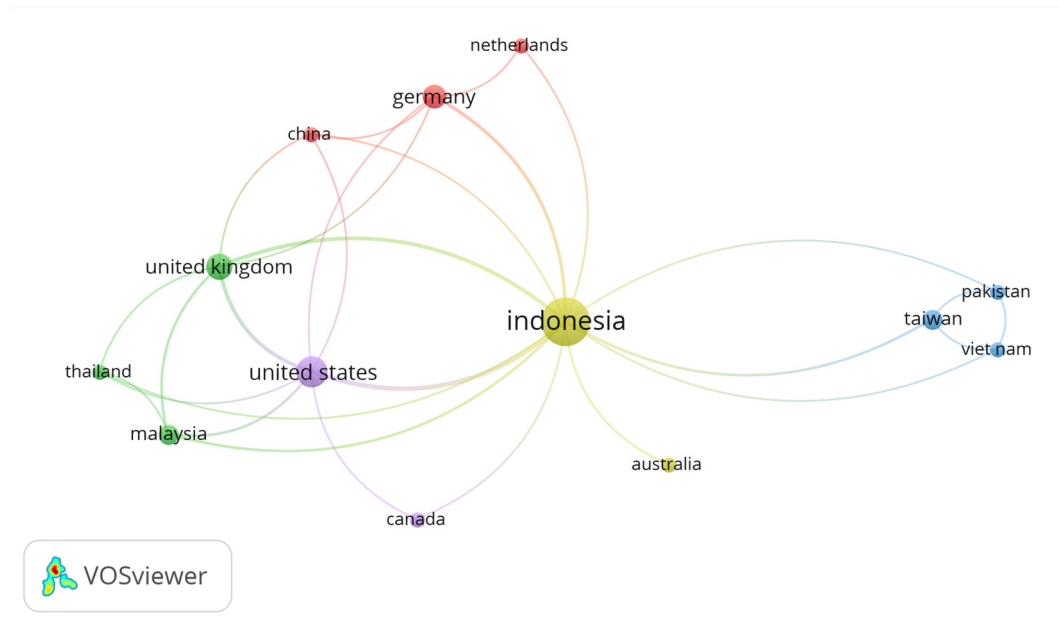 netherlands
germany
china
united kingdom
indonesia
pakistan
taiwan
viet nam
thailand
united states
malaysia
australia
canada
VOSviewer